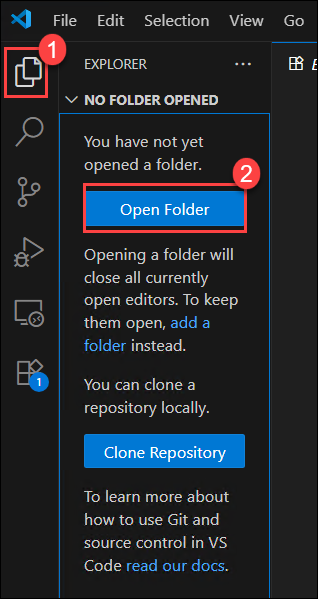 File Edit Selection View Go
1
EXPLORER ...
NO FOLDER OPENED
You have not yet
opened a folder.
2
Open Folder
Opening a folder will
close all currently
open editors. To keep
them open, add a
folder instead.
1
You can clone a
repository locally.
Clone Repository
To learn more about
how to use Git and
source control in VS
Code read our docs.